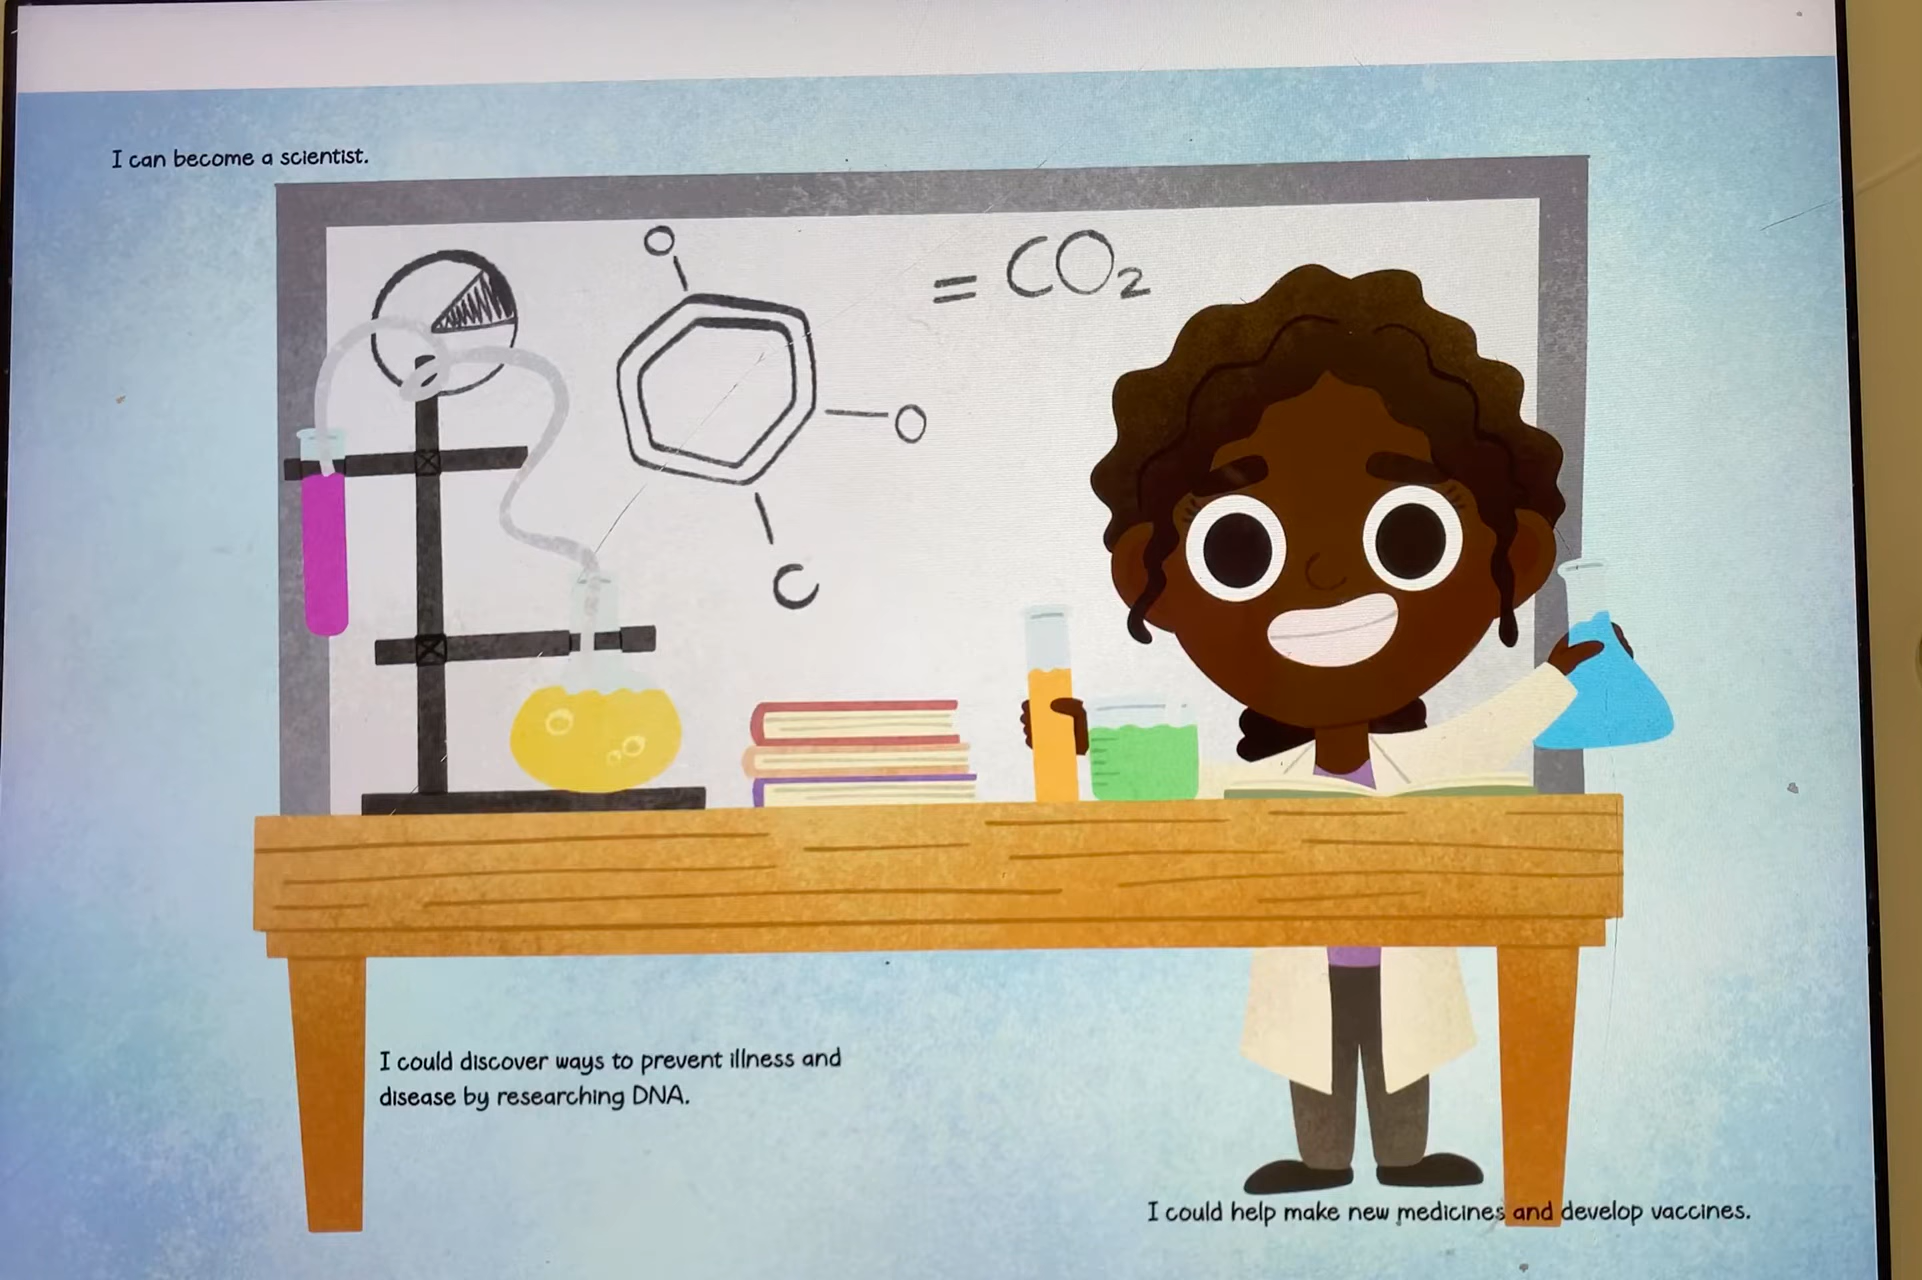 I can become a scientist.
O
= CO₂
O
C
I could discover ways to prevent illness and
disease by researching DNA.
I could help make new medicines and develop vaccines.